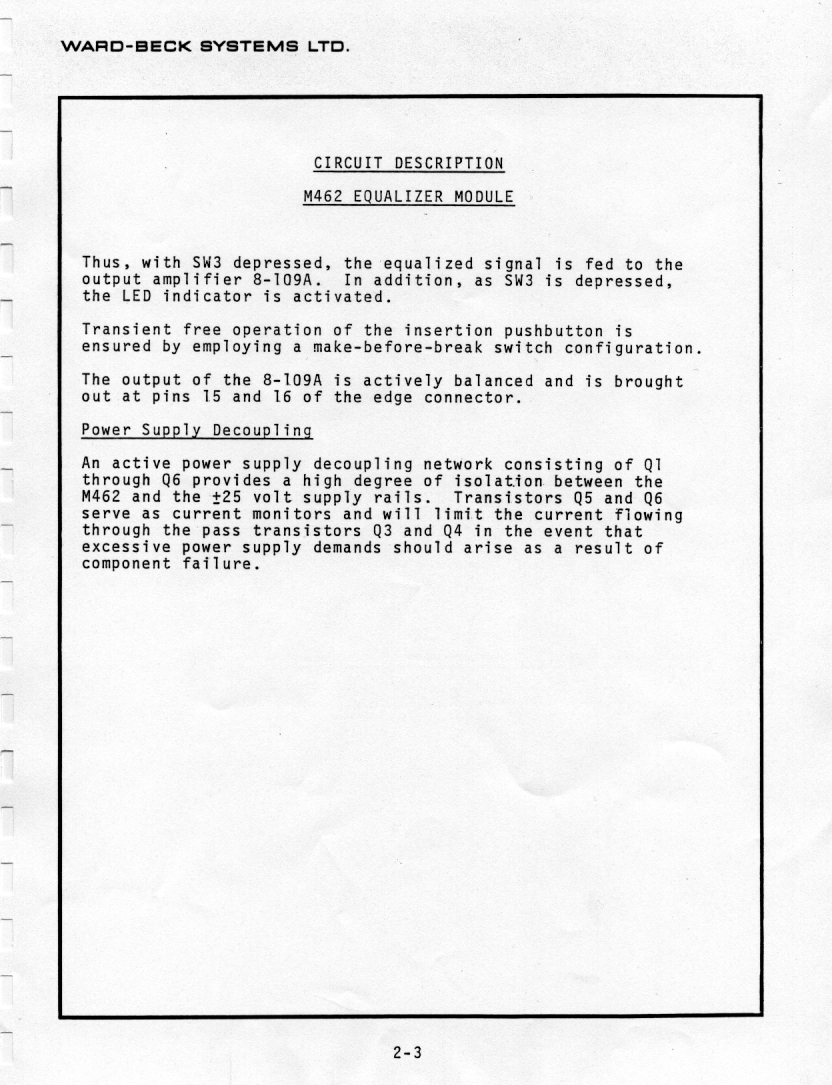 WARD-BECK SYSTEMS LTD.
CIRCUIT DESCRIPTION
M462 EQUALIZER MODULE
Thus, with SW3 depressed, the equalized signal is fed to the
output amplifier 8-109A. In addition, as SW3 is depressed,
the LED indicator is activated.
Transient free operation of the insertion pushbutton is
ensured by employing a make-before-break switch configuration.
The output of the 8-109A is actively balanced and is brought
out at pins 15 and 16 of the edge connector.
Power Supply Decoupling
An active power supply decoupling network consisting of Q1
through Q6 provides a high degree of isolation between the
M462 and the ±25 volt supply rails. Transistors Q5 and Q6
serve as current monitors and will limit the current flowing
through the pass transistors Q3 and Q4 in the event that
excessive power supply demands should arise as a result of
component failure.
2-3